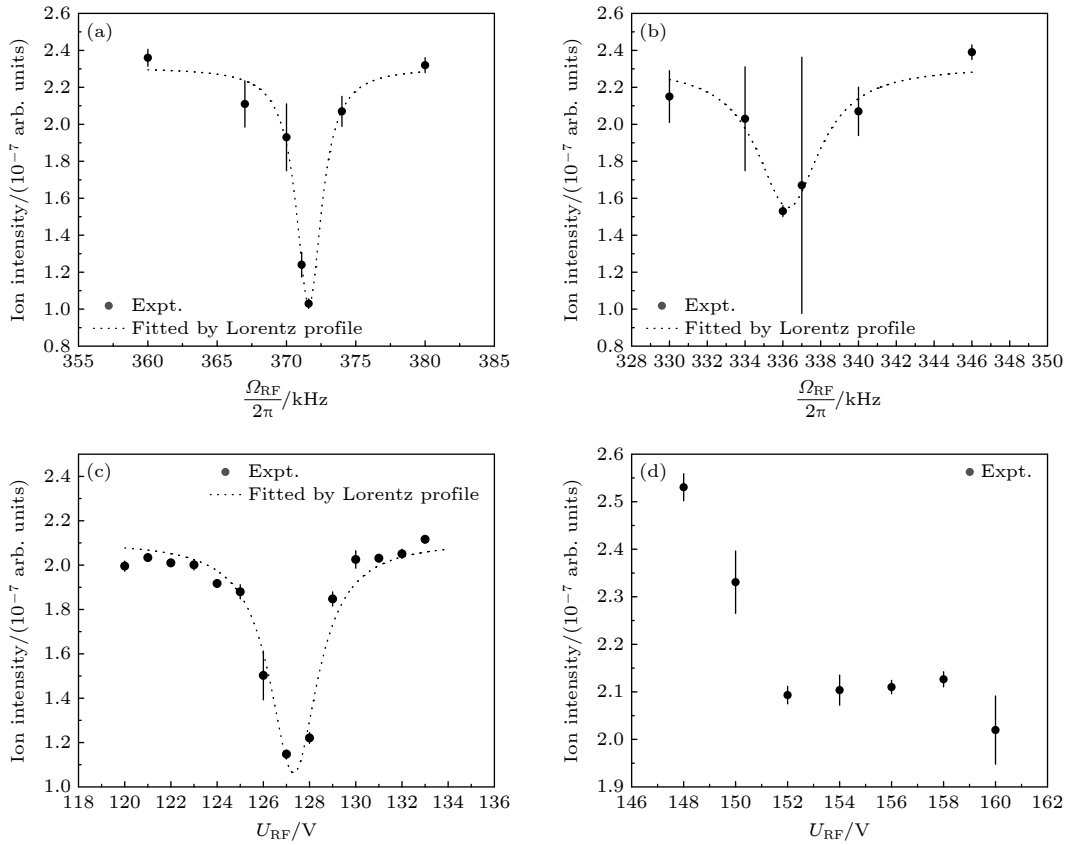 (a)
2.6
2.4
2.2
2.0
1.8
1.6
1.4
1.2
1.0
0.8
Ion intensity/(10⁻⁷ arb. units)
Expt.
Fitted by Lorentz profile
355 360 365 370 375 380 385
Ω_RF/2π /kHz
(b)
2.6
2.4
2.2
2.0
1.8
1.6
1.4
1.2
1.0
0.8
Ion intensity/(10⁻⁷ arb. units)
Expt.
Fitted by Lorentz profile
328 330 332 334 336 338 340 342 344 346 348 350
Ω_RF/2π /kHz
(c)
2.4
2.2
2.0
1.8
1.6
1.4
1.2
1.0
Ion intensity/(10⁻⁷ arb. units)
Expt.
Fitted by Lorentz profile
118 120 122 124 126 128 130 132 134 136
U_RF/V
(d)
2.6
2.5
2.4
2.3
2.2
2.1
2.0
1.9
Ion intensity/(10⁻⁷ arb. units)
Expt.
146 148 150 152 154 156 158 160 162
U_RF/V